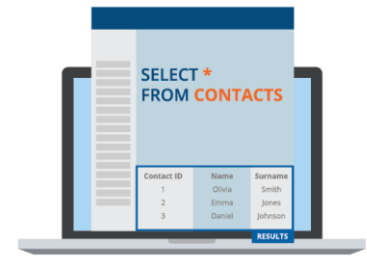 SELECT *
FROM CONTACTS
Contact ID Name Surname
1 Olivia Smith
2 Emma Jones
3 Daniel Johnson
RESULTS